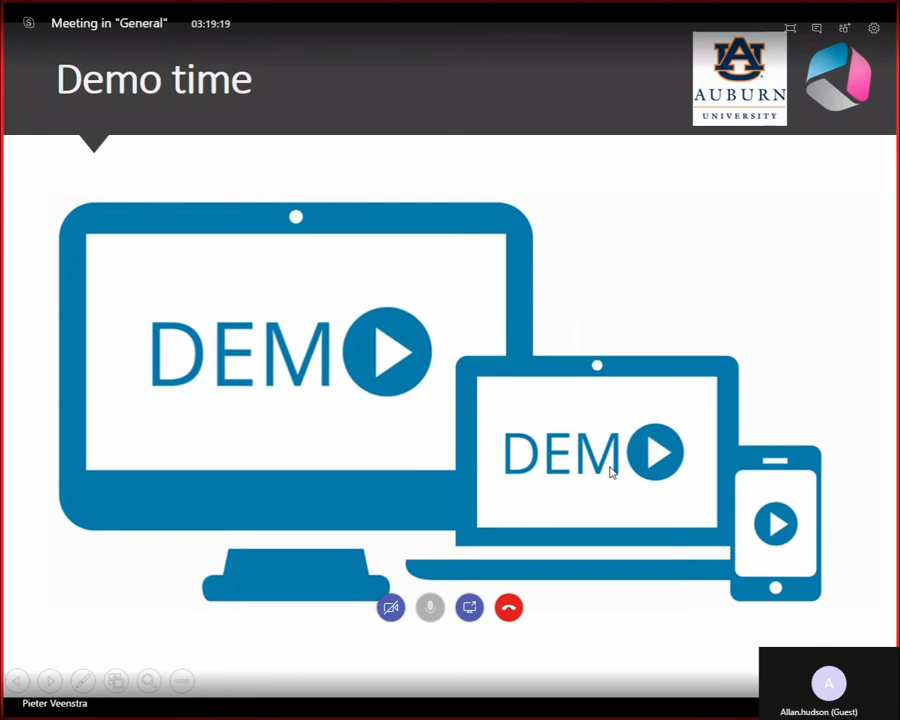 Meeting in "General" 03:19:19
Demo time
AU
AUBURN
UNIVERSITY
DEM
DEM
Pieter Veenstra
A
Allan.hudson (Guest)